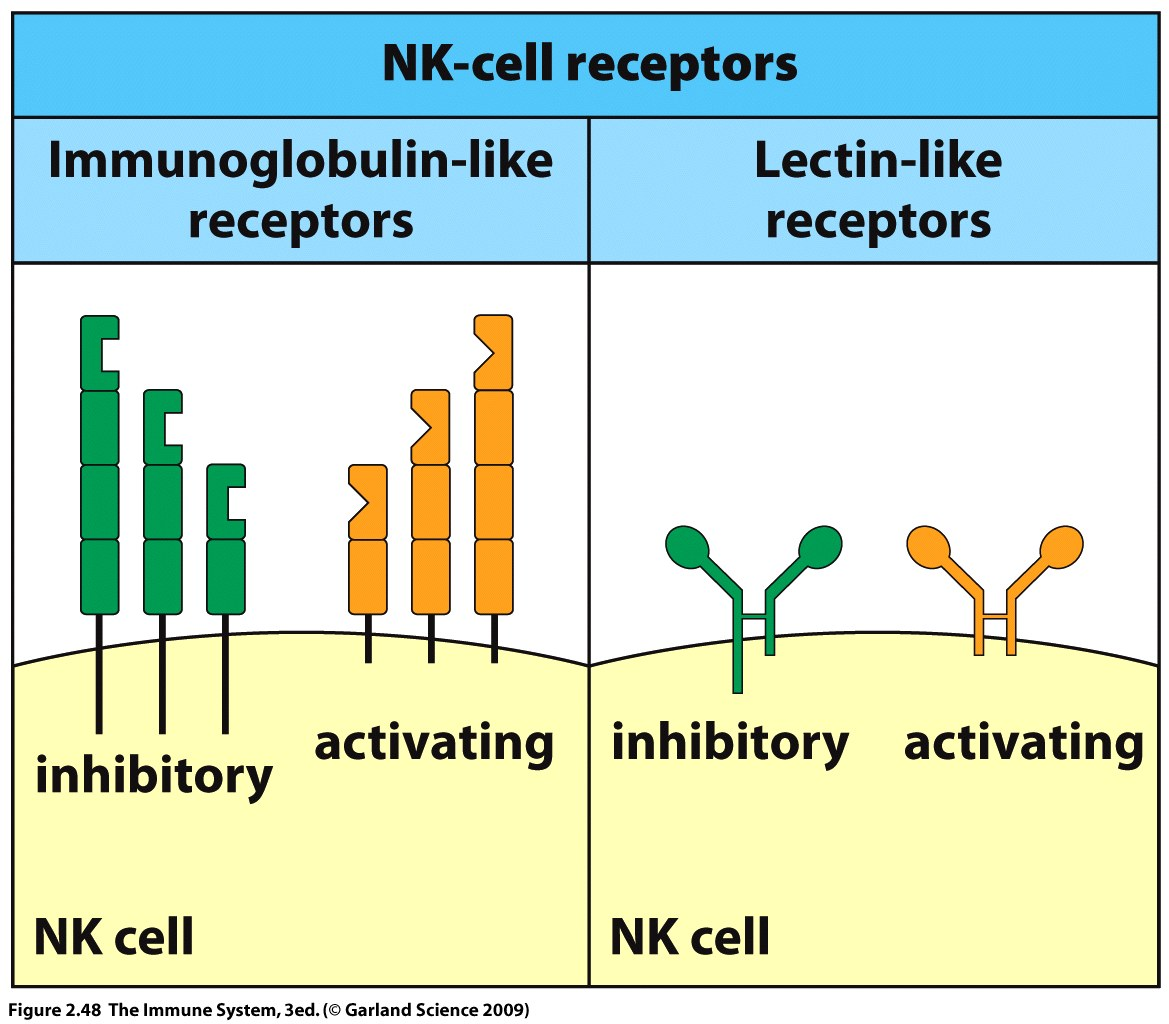 NK-cell receptors
Immunoglobulin-like
receptors
Lectin-like
receptors
inhibitory
activating
NK cell
inhibitory
activating
NK cell
Figure 2.48 The Immune System, 3ed. (© Garland Science 2009)